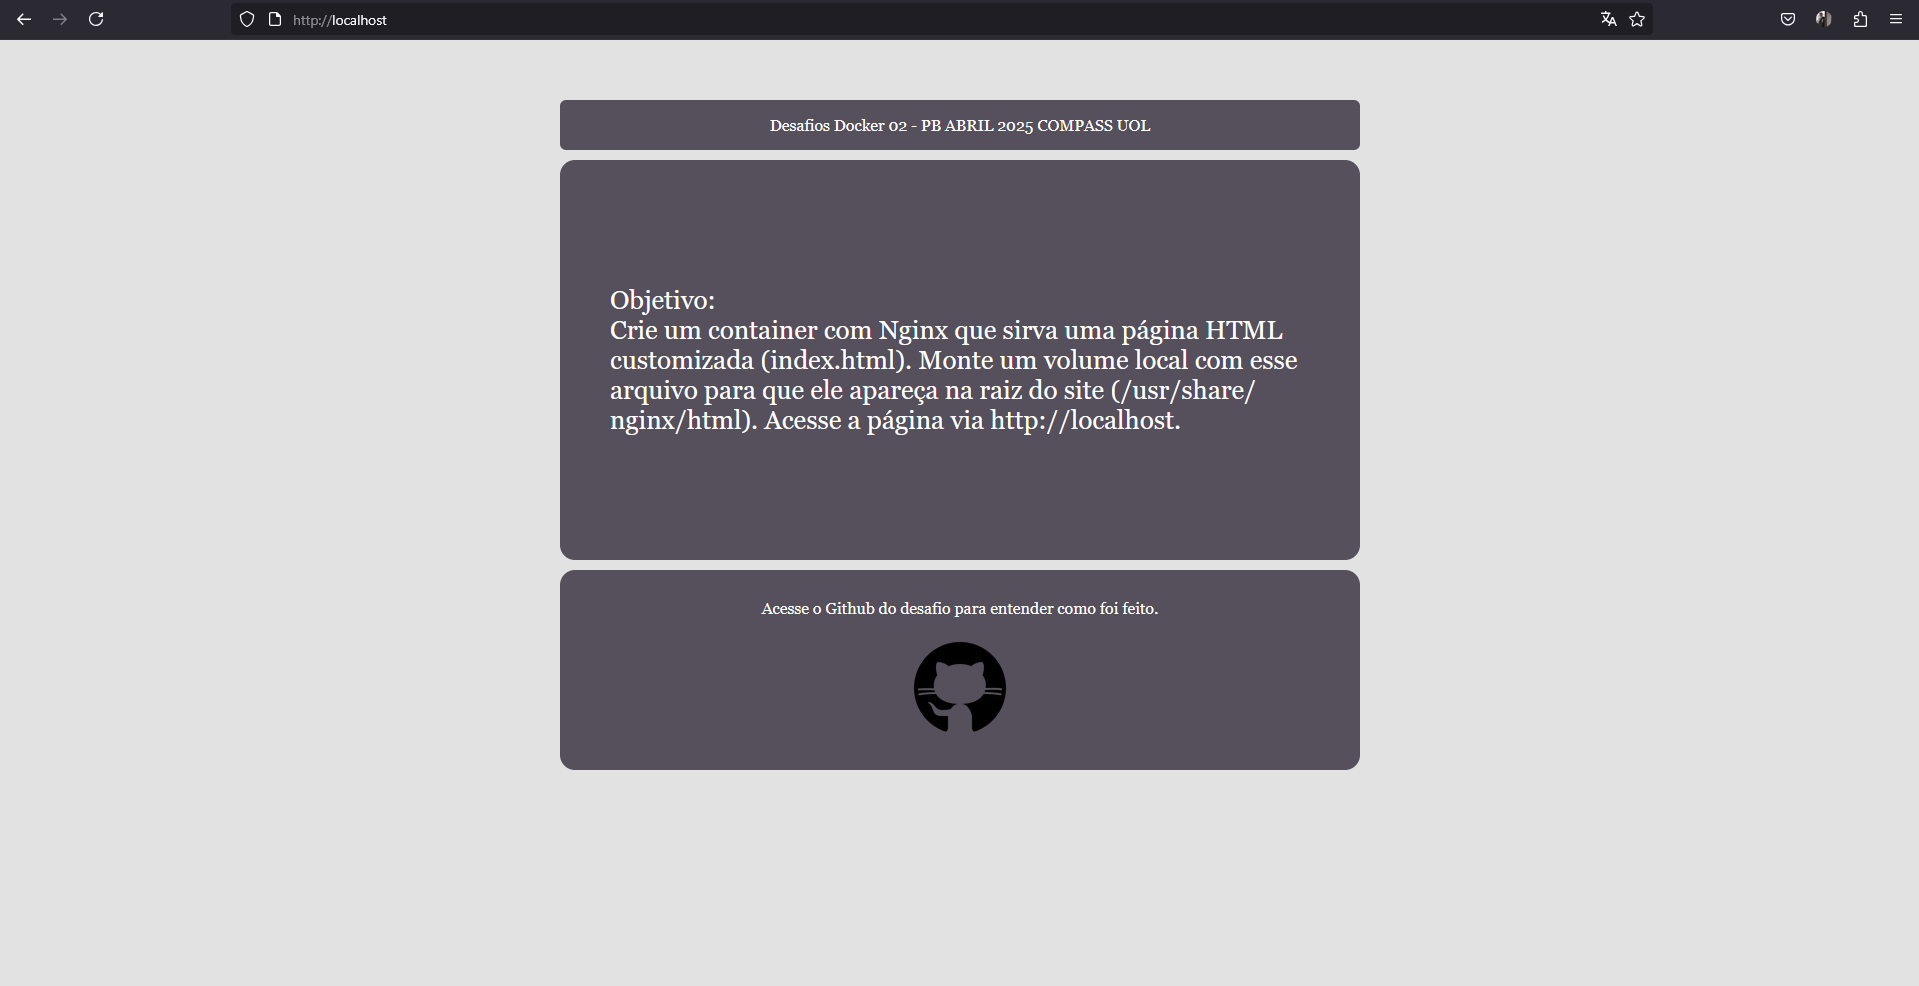 http://localhost
Desafios Docker 02 - PB ABRIL 2025 COMPASS UOL
Objetivo:
Crie um container com Nginx que sirva uma página HTML
customizada (index.html). Monte um volume local com esse
arquivo para que ele apareça na raiz do site (/usr/share/
nginx/html). Acesse a página via http://localhost.
Acesse o Github do desafio para entender como foi feito.